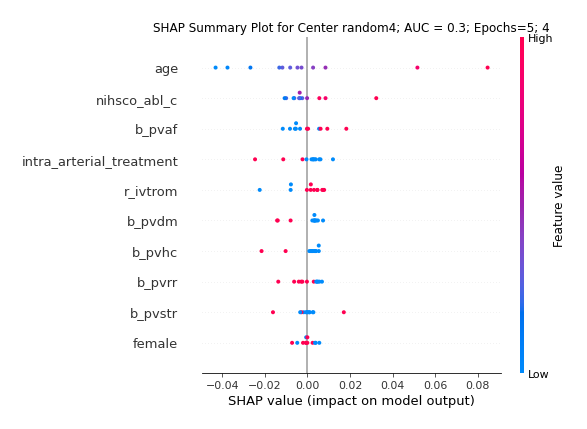 SHAP Summary Plot for Center random4; AUC = 0.3; Epochs=5; 4
High
age
nihsco_abl_c
b_pvaf
intra_arterial_treatment
r_ivtrom
b_pvdm
b_pvhc
b_pvrr
b_pvstr
female
Feature value
Low
−0.04 −0.02 0.00 0.02 0.04 0.06 0.08
SHAP value (impact on model output)